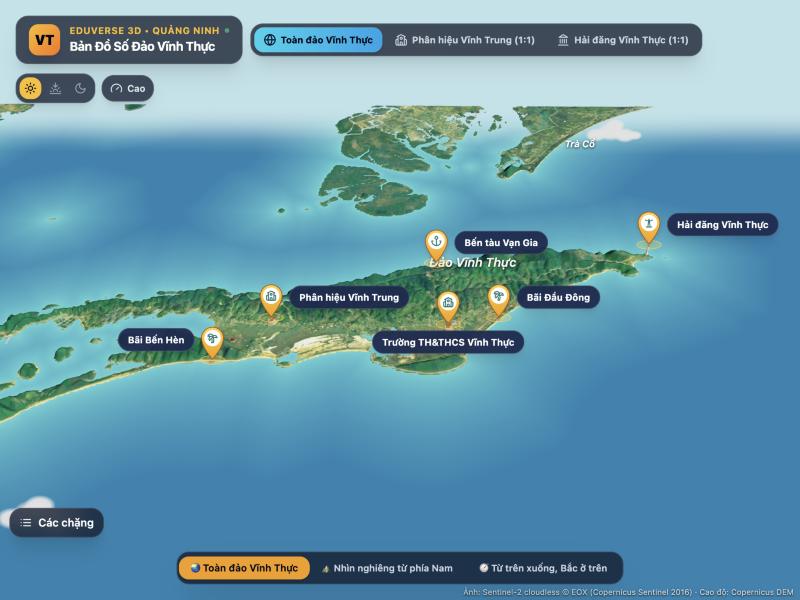 VT
EDUVERSE 3D • QUẢNG NINH
Bản Đồ Số Đảo Vĩnh Thực
Toàn đảo Vĩnh Thực
Phân hiệu Vĩnh Trung (1:1)
Hải đăng Vĩnh Thực (1:1)
Cao
Trà Cổ
Hải đăng Vĩnh Thực
Bến tàu Vạn Gia
Đảo Vĩnh Thực
Phân hiệu Vĩnh Trung
Bãi Đầu Đông
Bãi Bến Hèn
Trường TH&THCS Vĩnh Thực
Các chặng
Toàn đảo Vĩnh Thực
Nhìn nghiêng từ phía Nam
Từ trên xuống, Bắc ở trên
Ảnh: Sentinel-2 cloudless © EOX (Copernicus Sentinel 2016) · Cao độ: Copernicus DEM